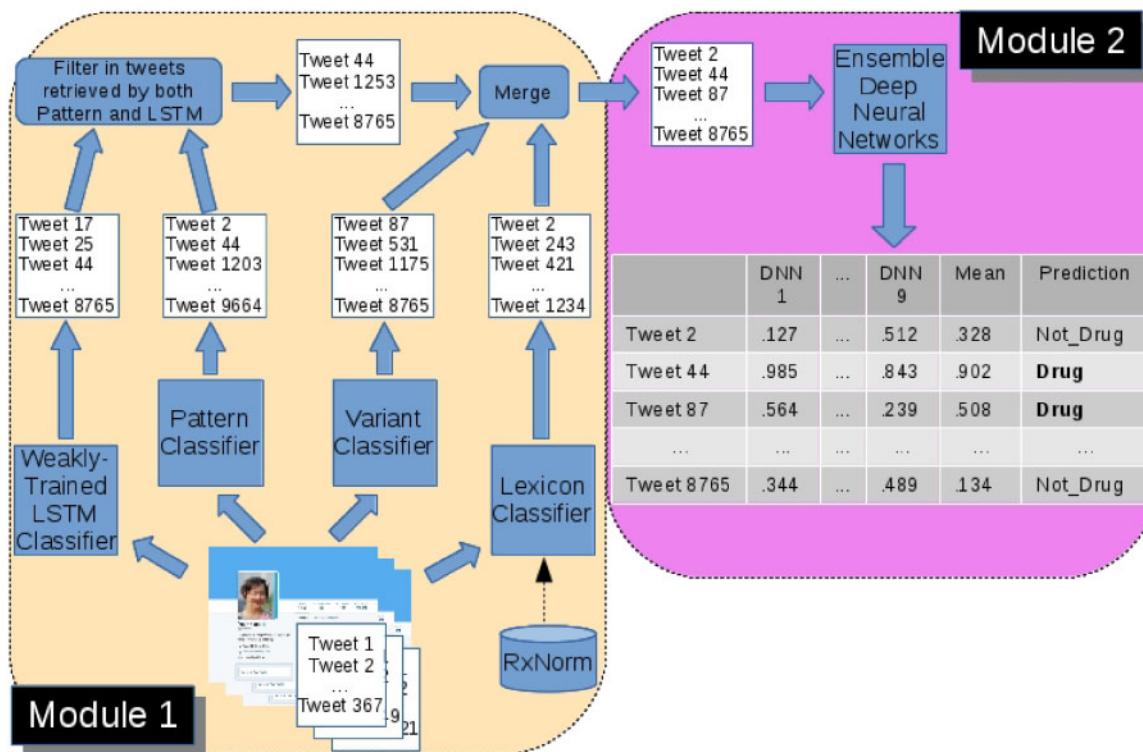 Module 2
Filter in tweets
retrieved by both
Pattern and LSTM
Tweet 44
Tweet 1253
...
Tweet 8765
Merge
Tweet 2
Tweet 44
Tweet 87
...
Tweet 8765
Ensemble
Deep
Neural
Networks
Tweet 17
Tweet 25
Tweet 44
...
Tweet 8765
Tweet 2
Tweet 44
Tweet 1203
...
Tweet 9664
Tweet 87
Tweet 531
Tweet 1175
...
Tweet 8765
Tweet 2
Tweet 243
Tweet 421
...
Tweet 1234
DNN 1 ... DNN 9 Mean Prediction
Tweet 2 .127 ... .512 .328 Not_Drug
Tweet 44 .985 ... .843 .902 Drug
Tweet 87 .564 ... .239 .508 Drug
... ... ... ... ...
Tweet 8765 .344 ... .489 .134 Not_Drug
Weakly-
Trained
LSTM
Classifier
Pattern
Classifier
Variant
Classifier
Lexicon
Classifier
Tweet 1
Tweet 2
...
Tweet 367
RxNorm
Module 1